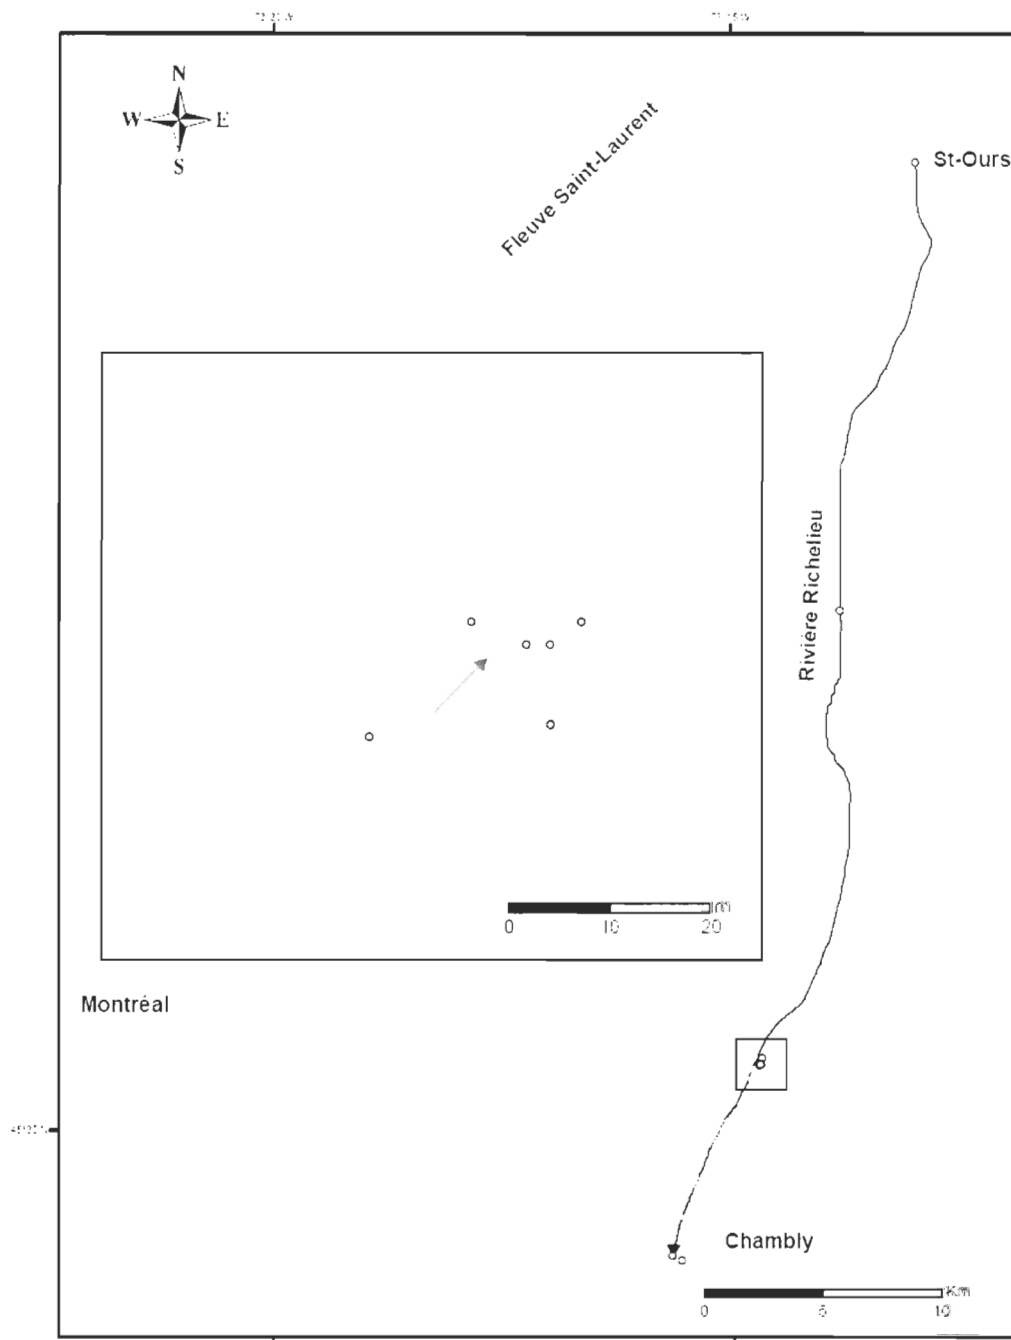 N
W E
S
St-Ours
Fleuve Saint-Laurent
Rivière Richelieu
m
0 10 20
Montréal
Chambly
Km
0 5 10